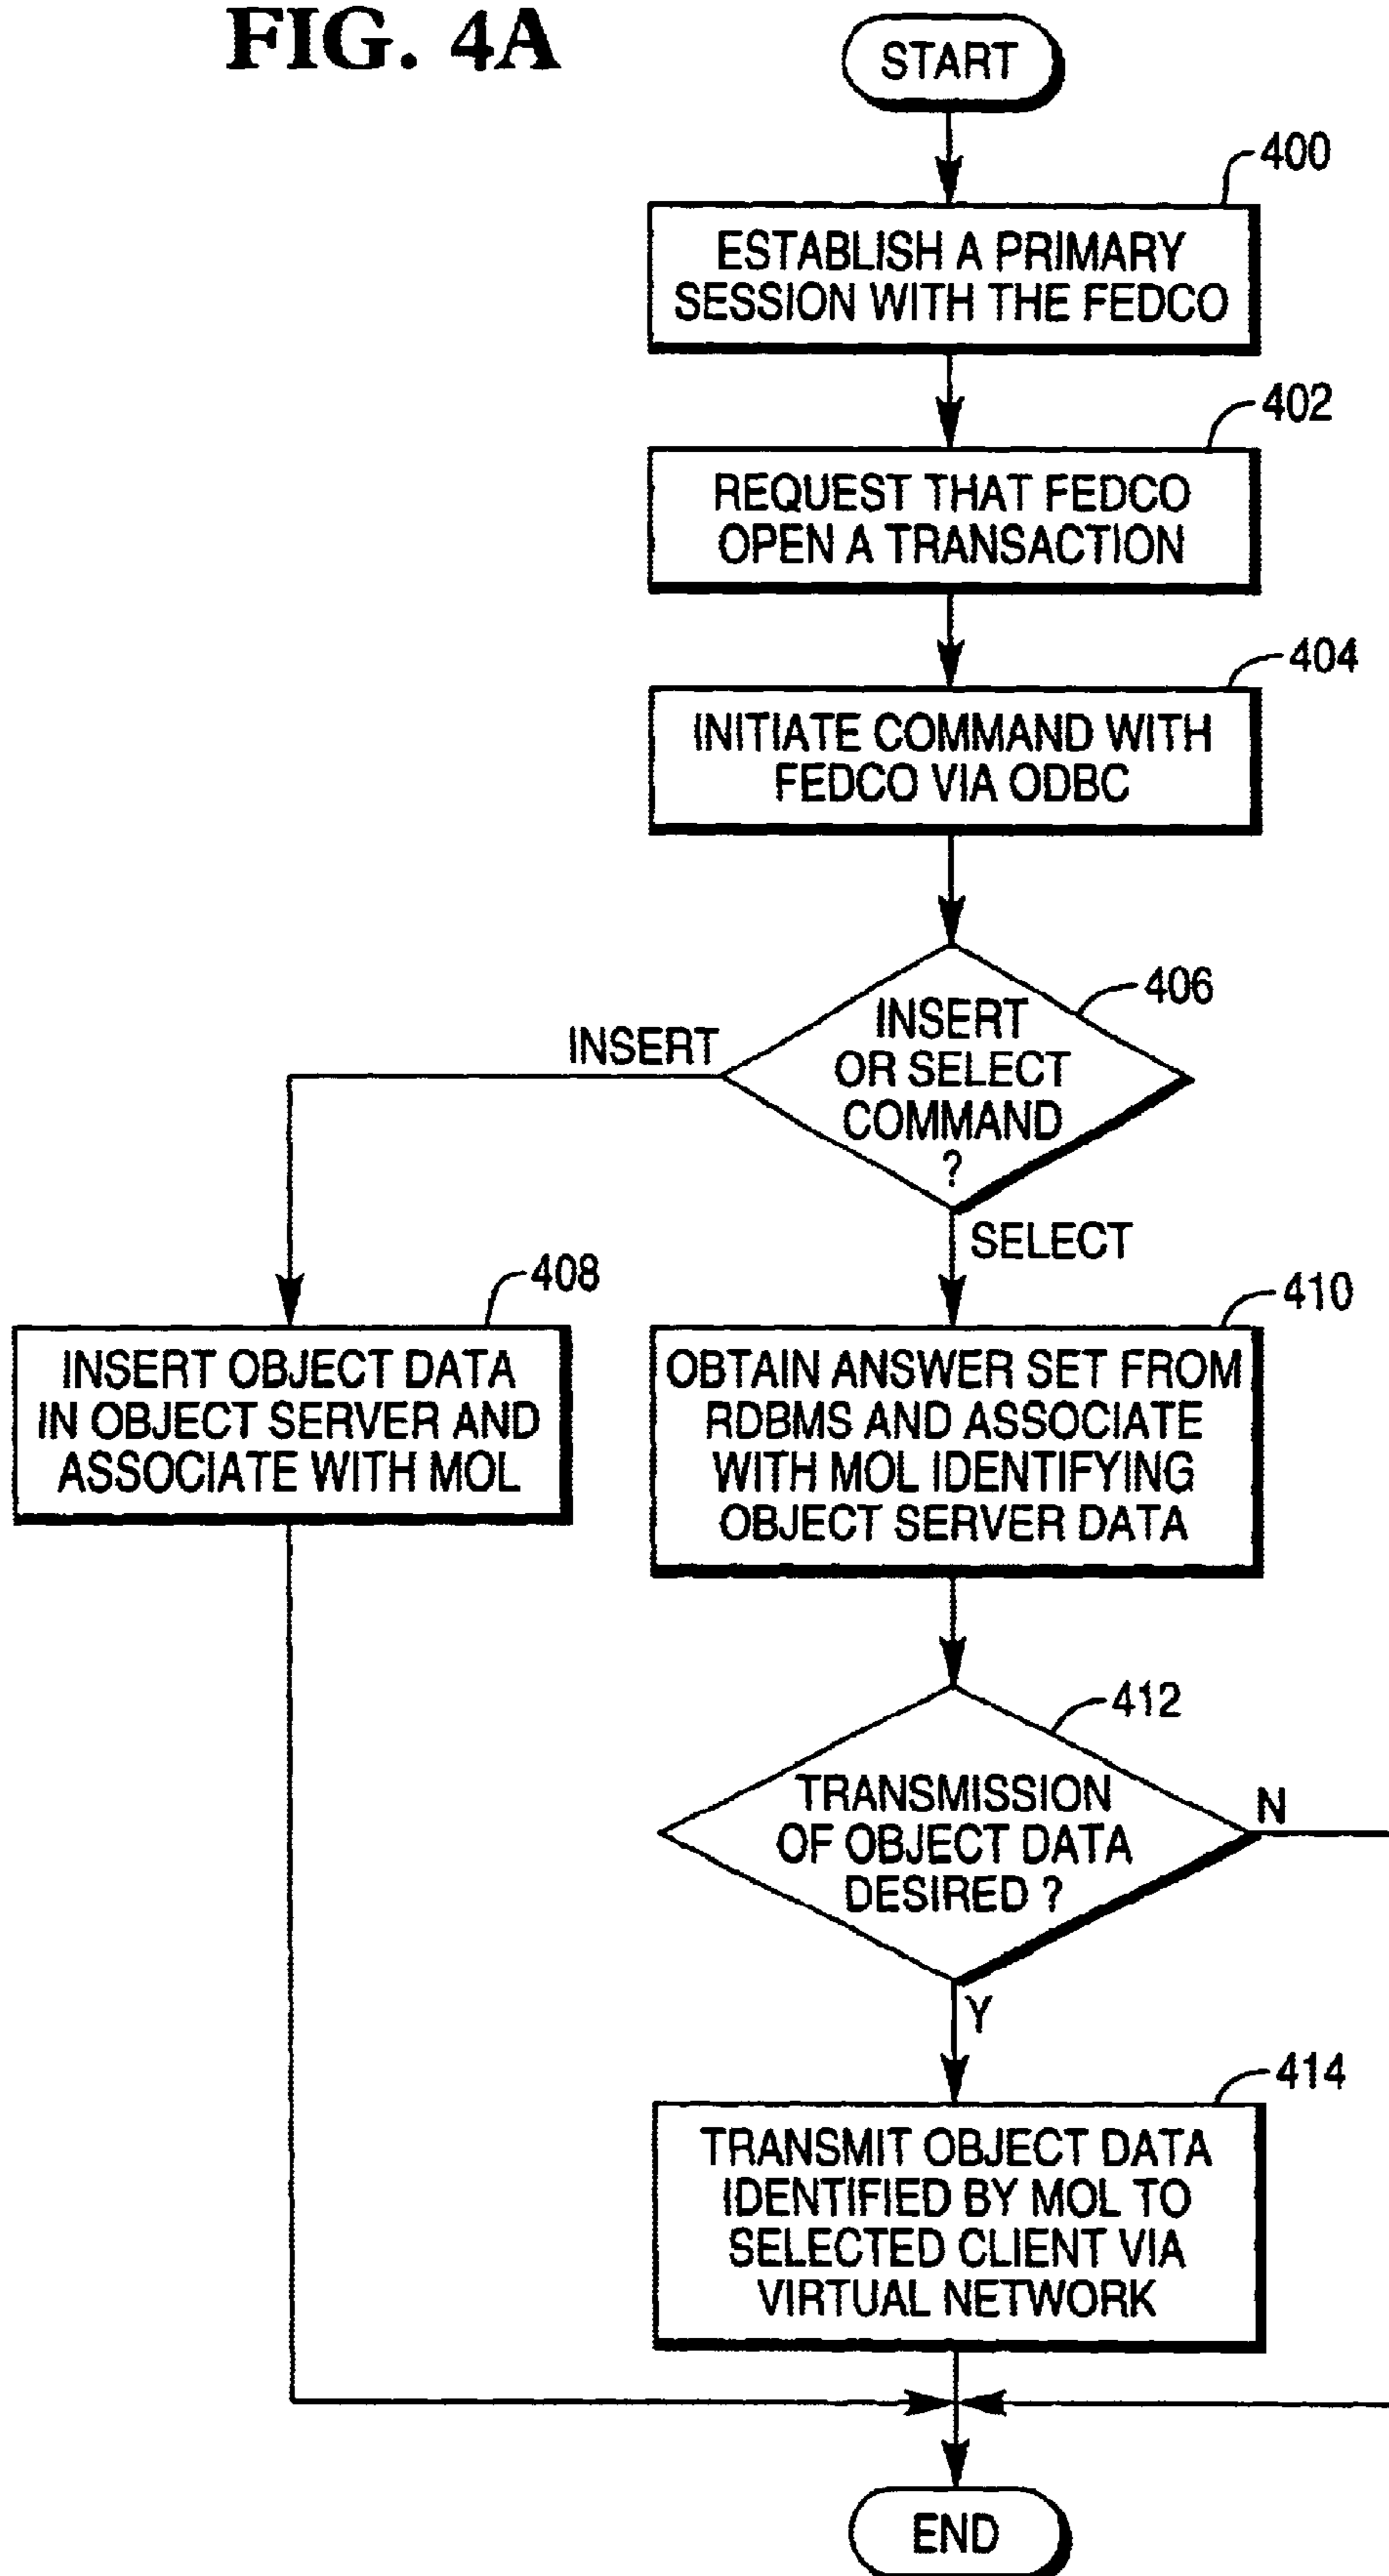 FIG. 4A
START
400
ESTABLISH A PRIMARY
SESSION WITH THE FEDCO
402
REQUEST THAT FEDCO
OPEN A TRANSACTION
404
INITIATE COMMAND WITH
FEDCO VIA ODBC
406
INSERT
OR SELECT
COMMAND
?
INSERT
SELECT
408
INSERT OBJECT DATA
IN OBJECT SERVER AND
ASSOCIATE WITH MOL
410
OBTAIN ANSWER SET FROM
RDBMS AND ASSOCIATE
WITH MOL IDENTIFYING
OBJECT SERVER DATA
412
TRANSMISSION
OF OBJECT DATA
DESIRED ?
N
Y
414
TRANSMIT OBJECT DATA
IDENTIFIED BY MOL TO
SELECTED CLIENT VIA
VIRTUAL NETWORK
END